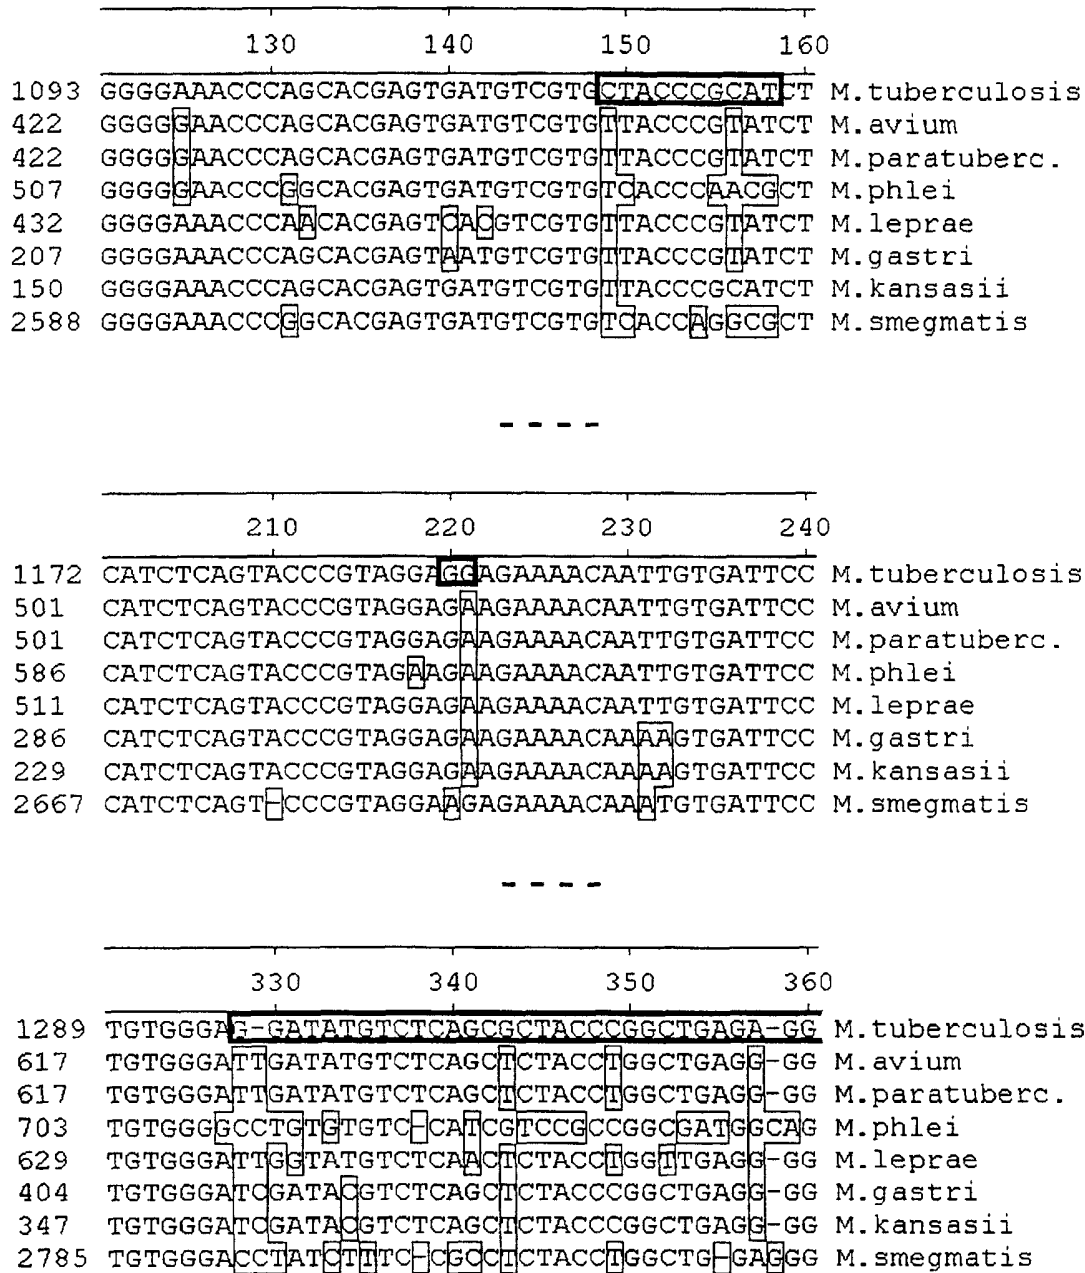 130 140 150 160
1093 GGGGAAACCCAGCACGAGTGATGTCGTGCTACCCGCATCT M.tuberculosis
422 GGGGGAACCCAGCACGAGTGATGTCGTGTTACCCGTATCT M.avium
422 GGGGGAACCCAGCACGAGTGATGTCGTGTTACCCGTATCT M.paratuberc.
507 GGGGGAACCCGGCACGAGTGATGTCGTGTCACCCAACGCT M.phlei
432 GGGGAAACCCAACACGAGTCACGTCGTGTTACCCGTATCT M.leprae
207 GGGGAAACCCAGCACGAGTAATGTCGTGTTACCCGTATCT M.gastri
150 GGGGAAACCCAGCACGAGTGATGTCGTGTTACCCGCATCT M.kansasii
2588 GGGGAAACCCGGCACGAGTGATGTCGTGTCACCAGGCGCT M.smegmatis
- - - -
210 220 230 240
1172 CATCTCAGTACCCGTAGGAGGAGAAAACAATTGTGATTCC M.tuberculosis
501 CATCTCAGTACCCGTAGGAGAAGAAAACAATTGTGATTCC M.avium
501 CATCTCAGTACCCGTAGGAGAAGAAAACAATTGTGATTCC M.paratuberc.
586 CATCTCAGTACCCGTAGAAGAAGAAAACAATTGTGATTCC M.phlei
511 CATCTCAGTACCCGTAGGAGAAGAAAACAATTGTGATTCC M.leprae
286 CATCTCAGTACCCGTAGGAGAAGAAAACAAAAGTGATTCC M.gastri
229 CATCTCAGTACCCGTAGGAGAAGAAAACAAAAGTGATTCC M.kansasii
2667 CATCTCAGT-CCCGTAGGAAGAGAAAACAAATGTGATTCC M.smegmatis
- - - -
330 340 350 360
1289 TGTGGGAG-GATATGTCTCAGCGCTACCCGGCTGAGA-GG M.tuberculosis
617 TGTGGGATTGATATGTCTCAGCTCTACCTGGCTGAGG-GG M.avium
617 TGTGGGATTGATATGTCTCAGCTCTACCTGGCTGAGG-GG M.paratuberc.
703 TGTGGGGCCTGTGTGTC-CATCGTCCGCCGGCGATGGCAG M.phlei
629 TGTGGGATTGGTATGTCTCAACTCTACCTGGTTGAGG-GG M.leprae
404 TGTGGGATCGATACGTCTCAGCTCTACCCGGCTGAGG-GG M.gastri
347 TGTGGGATCGATACGTCTCAGCTCTACCCGGCTGAGG-GG M.kansasii
2785 TGTGGGACCTATCTTTC-CGCCTCTACCTGGCTG-GAGGG M.smegmatis